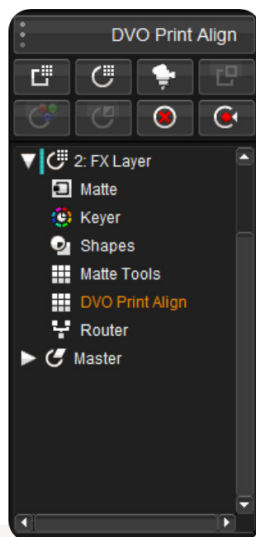 DVO Print Align
2: FX Layer
Matte
Keyer
Shapes
Matte Tools
DVO Print Align
Router
Master